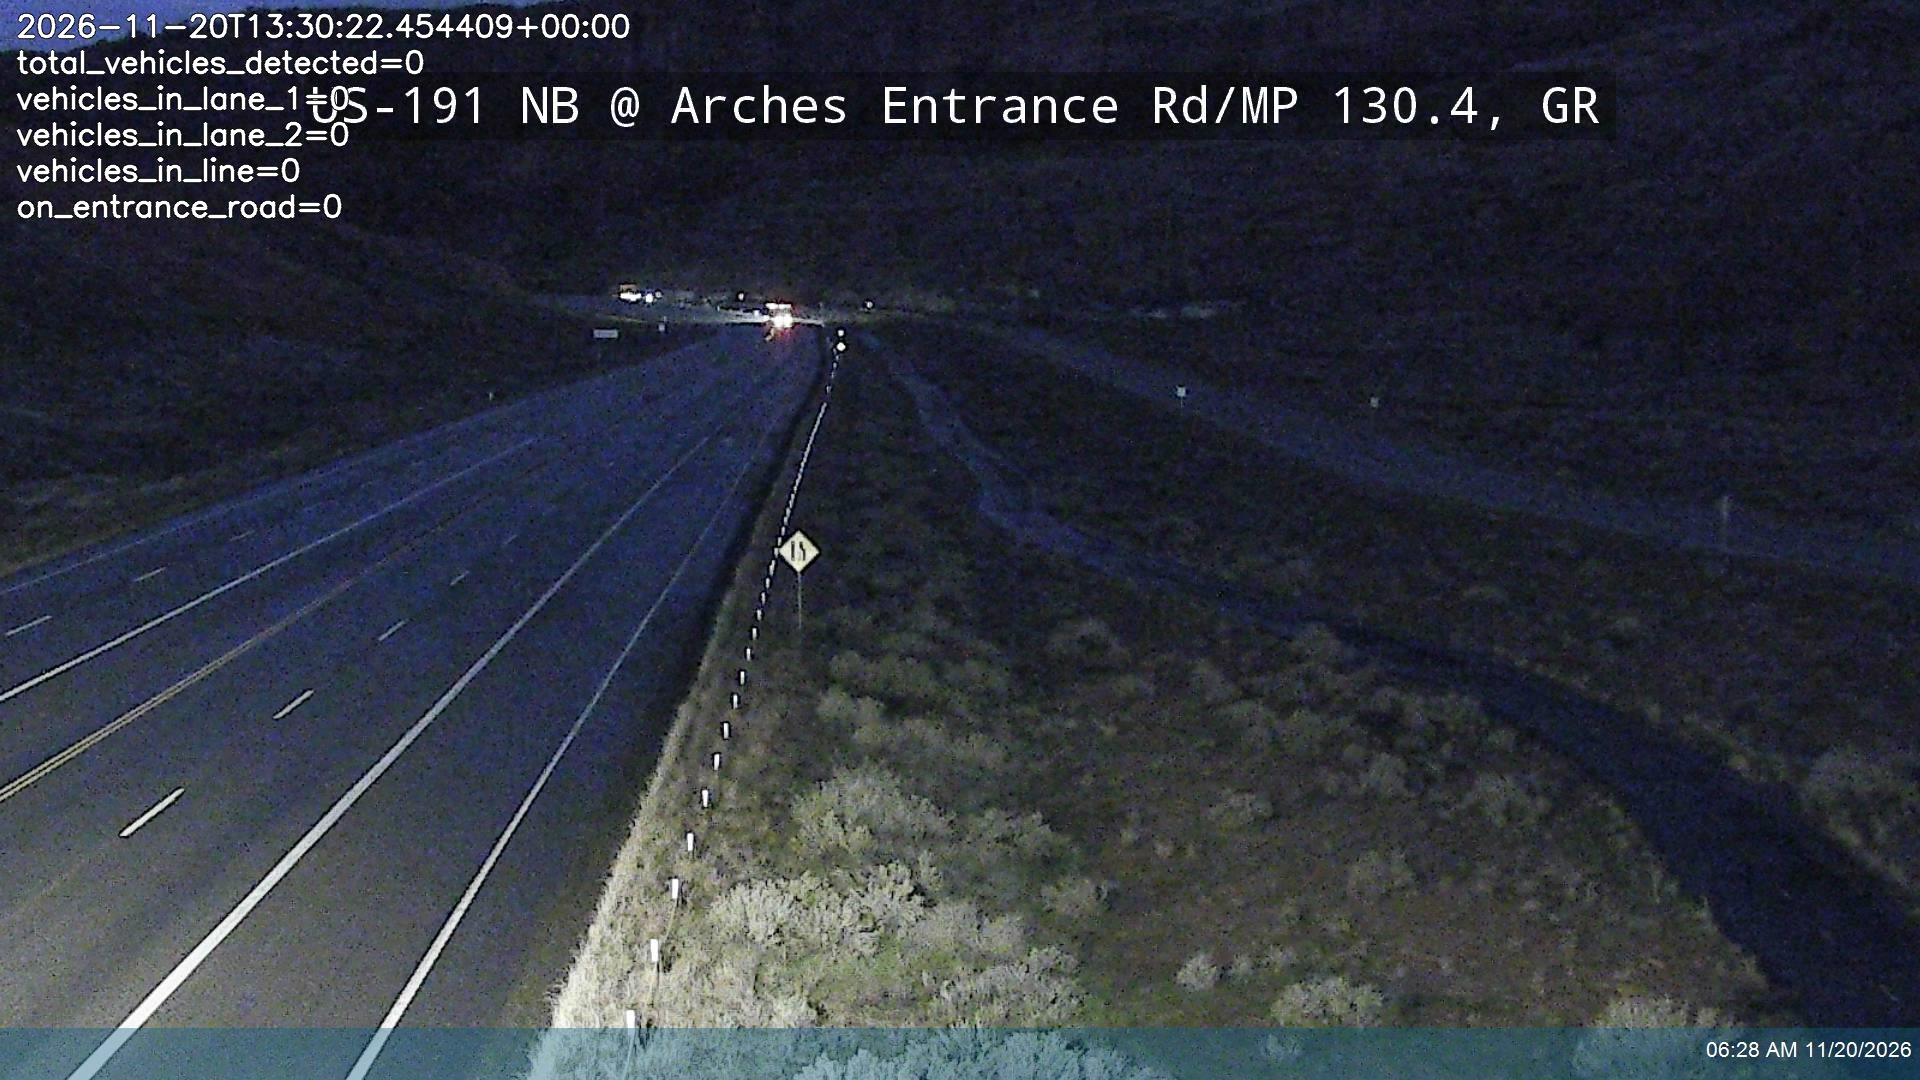 2026-11-20T13:30:22.454409+00:00
total_vehicles_detected=0
vehicles_in_lane_1=0
US-191 NB @ Arches Entrance Rd/MP 130.4, GR
vehicles_in_lane_2=0
vehicles_in_line=0
on_entrance_road=0
06:28 AM 11/20/2026